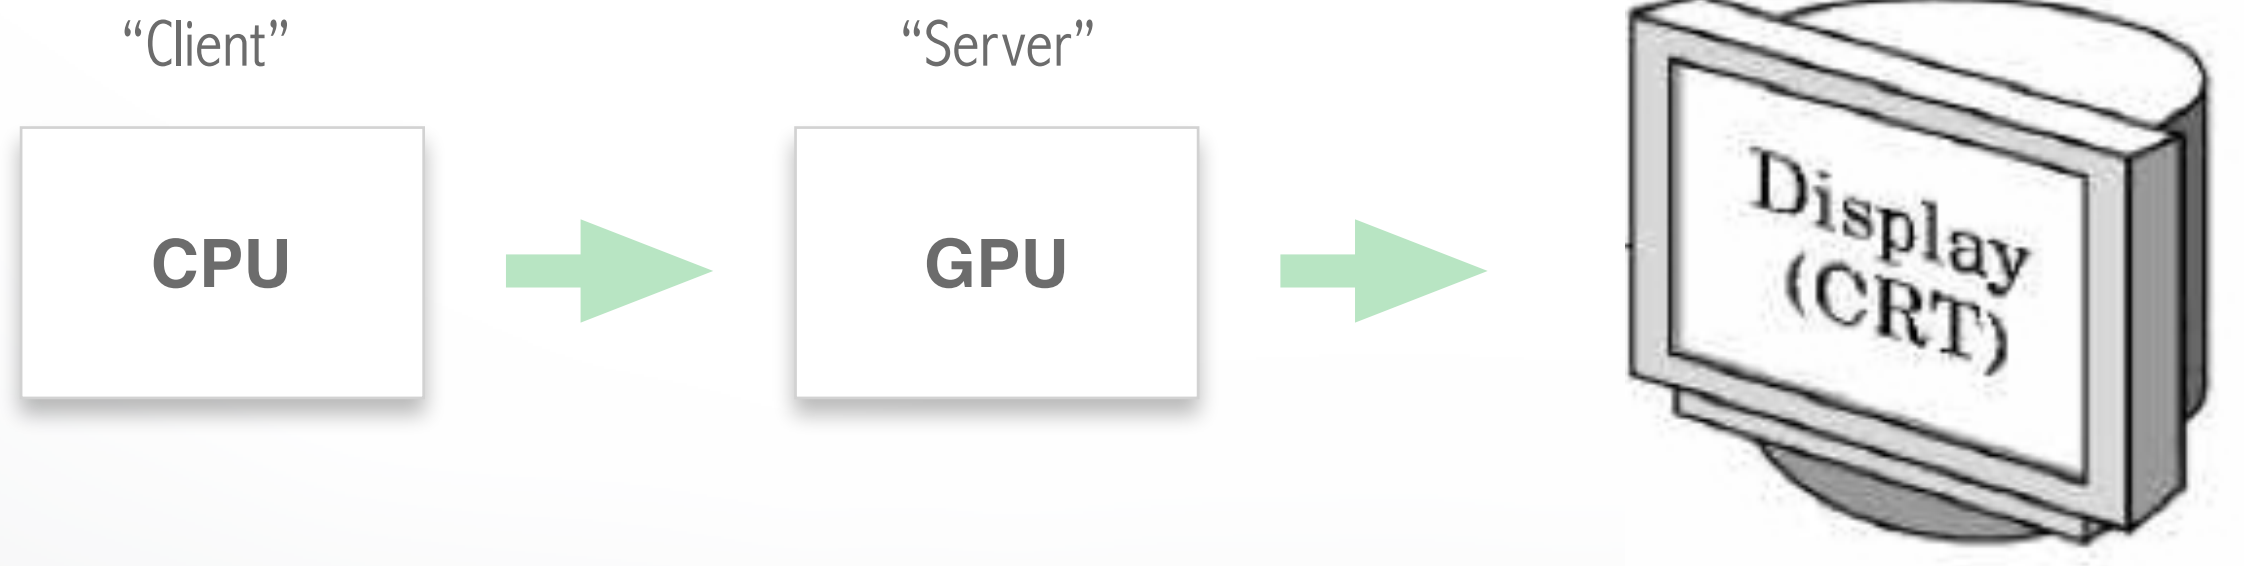 “Client”
“Server”
CPU
GPU
Display
(CRT)